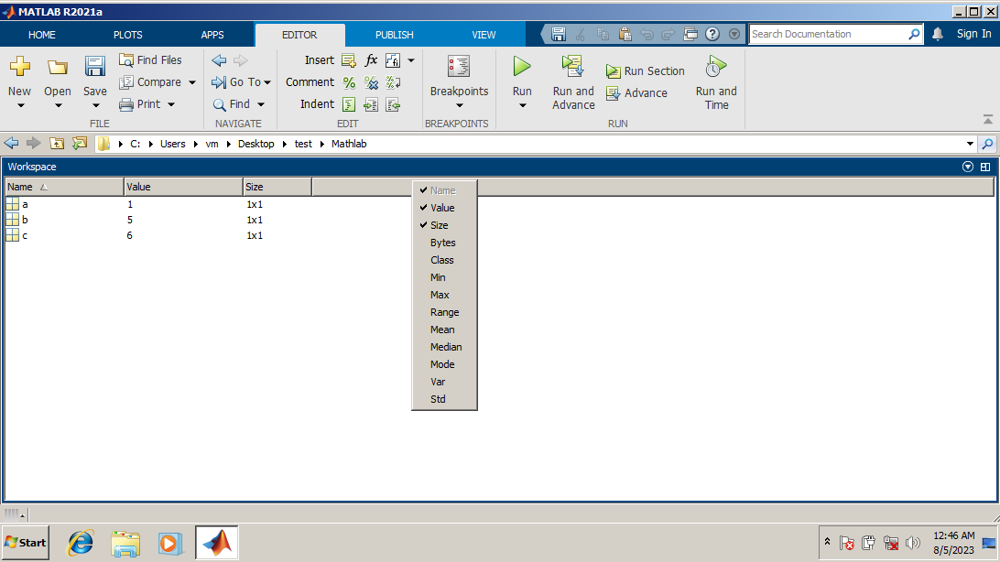 MATLAB R2021a
HOME PLOTS APPS EDITOR PUBLISH VIEW Search Documentation Sign In
New Open Save Find Files Compare Print
Go To Find
Insert fx
Comment % %
Indent
Breakpoints
Run Run and Advance Run Section Advance Run and Time
FILE NAVIGATE EDIT BREAKPOINTS RUN
C: Users vm Desktop test Mathlab
Workspace
Name Value Size
a 1 1x1
b 5 1x1
c 6 1x1
Name
Value
Size
Bytes
Class
Min
Max
Range
Mean
Median
Mode
Var
Std
Start
12:46 AM
8/5/2023